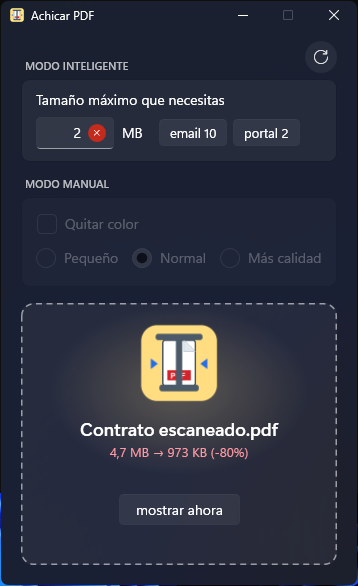 Achicar PDF
MODO INTELIGENTE
Tamaño máximo que necesitas
2 MB email 10 portal 2
MODO MANUAL
Quitar color
Pequeño Normal Más calidad
PDF
Contrato escaneado.pdf
4,7 MB → 973 KB (-80%)
mostrar ahora